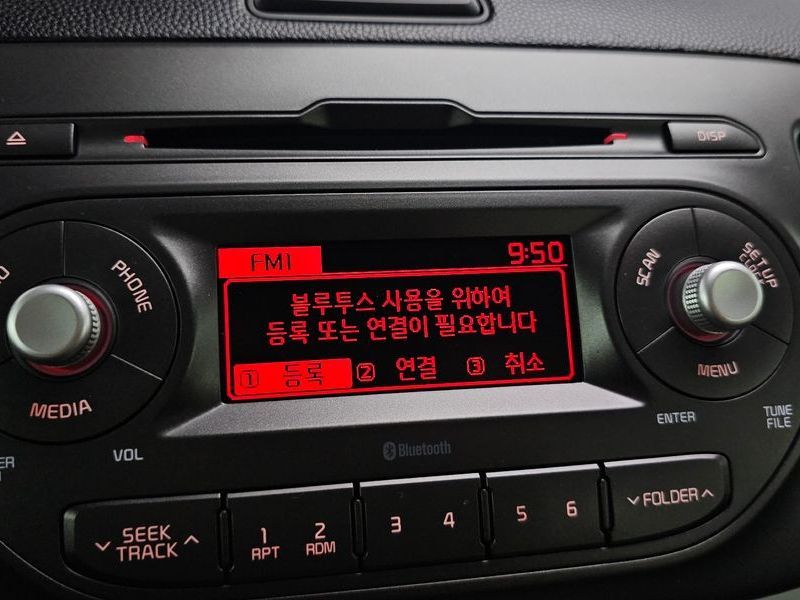 DISP
PHONE
MEDIA
VOL
FM1 9:50
블루투스 사용을 위하여
등록 또는 연결이 필요합니다
① 등록 ② 연결 ③ 취소
Bluetooth
SCAN
SETUP
CLOCK
MENU
ENTER
TUNE
FILE
SEEK
TRACK
1
RPT
2
RDM
3 4
5 6
FOLDER